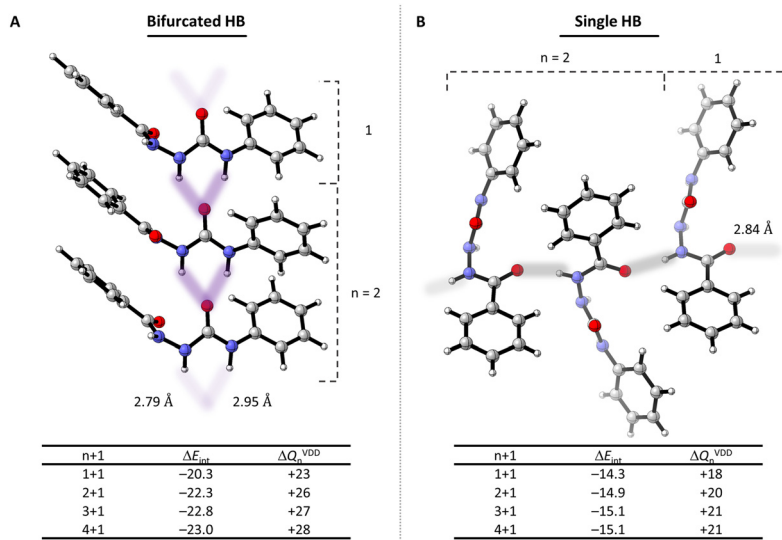 A
Bifurcated HB
1
n = 2
2.79 Å
2.95 Å
n+1 ΔEint ΔQnVDD
1+1 –20.3 +23
2+1 –22.3 +26
3+1 –22.8 +27
4+1 –23.0 +28
B
Single HB
n = 2
1
2.84 Å
n+1 ΔEint ΔQnVDD
1+1 –14.3 +18
2+1 –14.9 +20
3+1 –15.1 +21
4+1 –15.1 +21